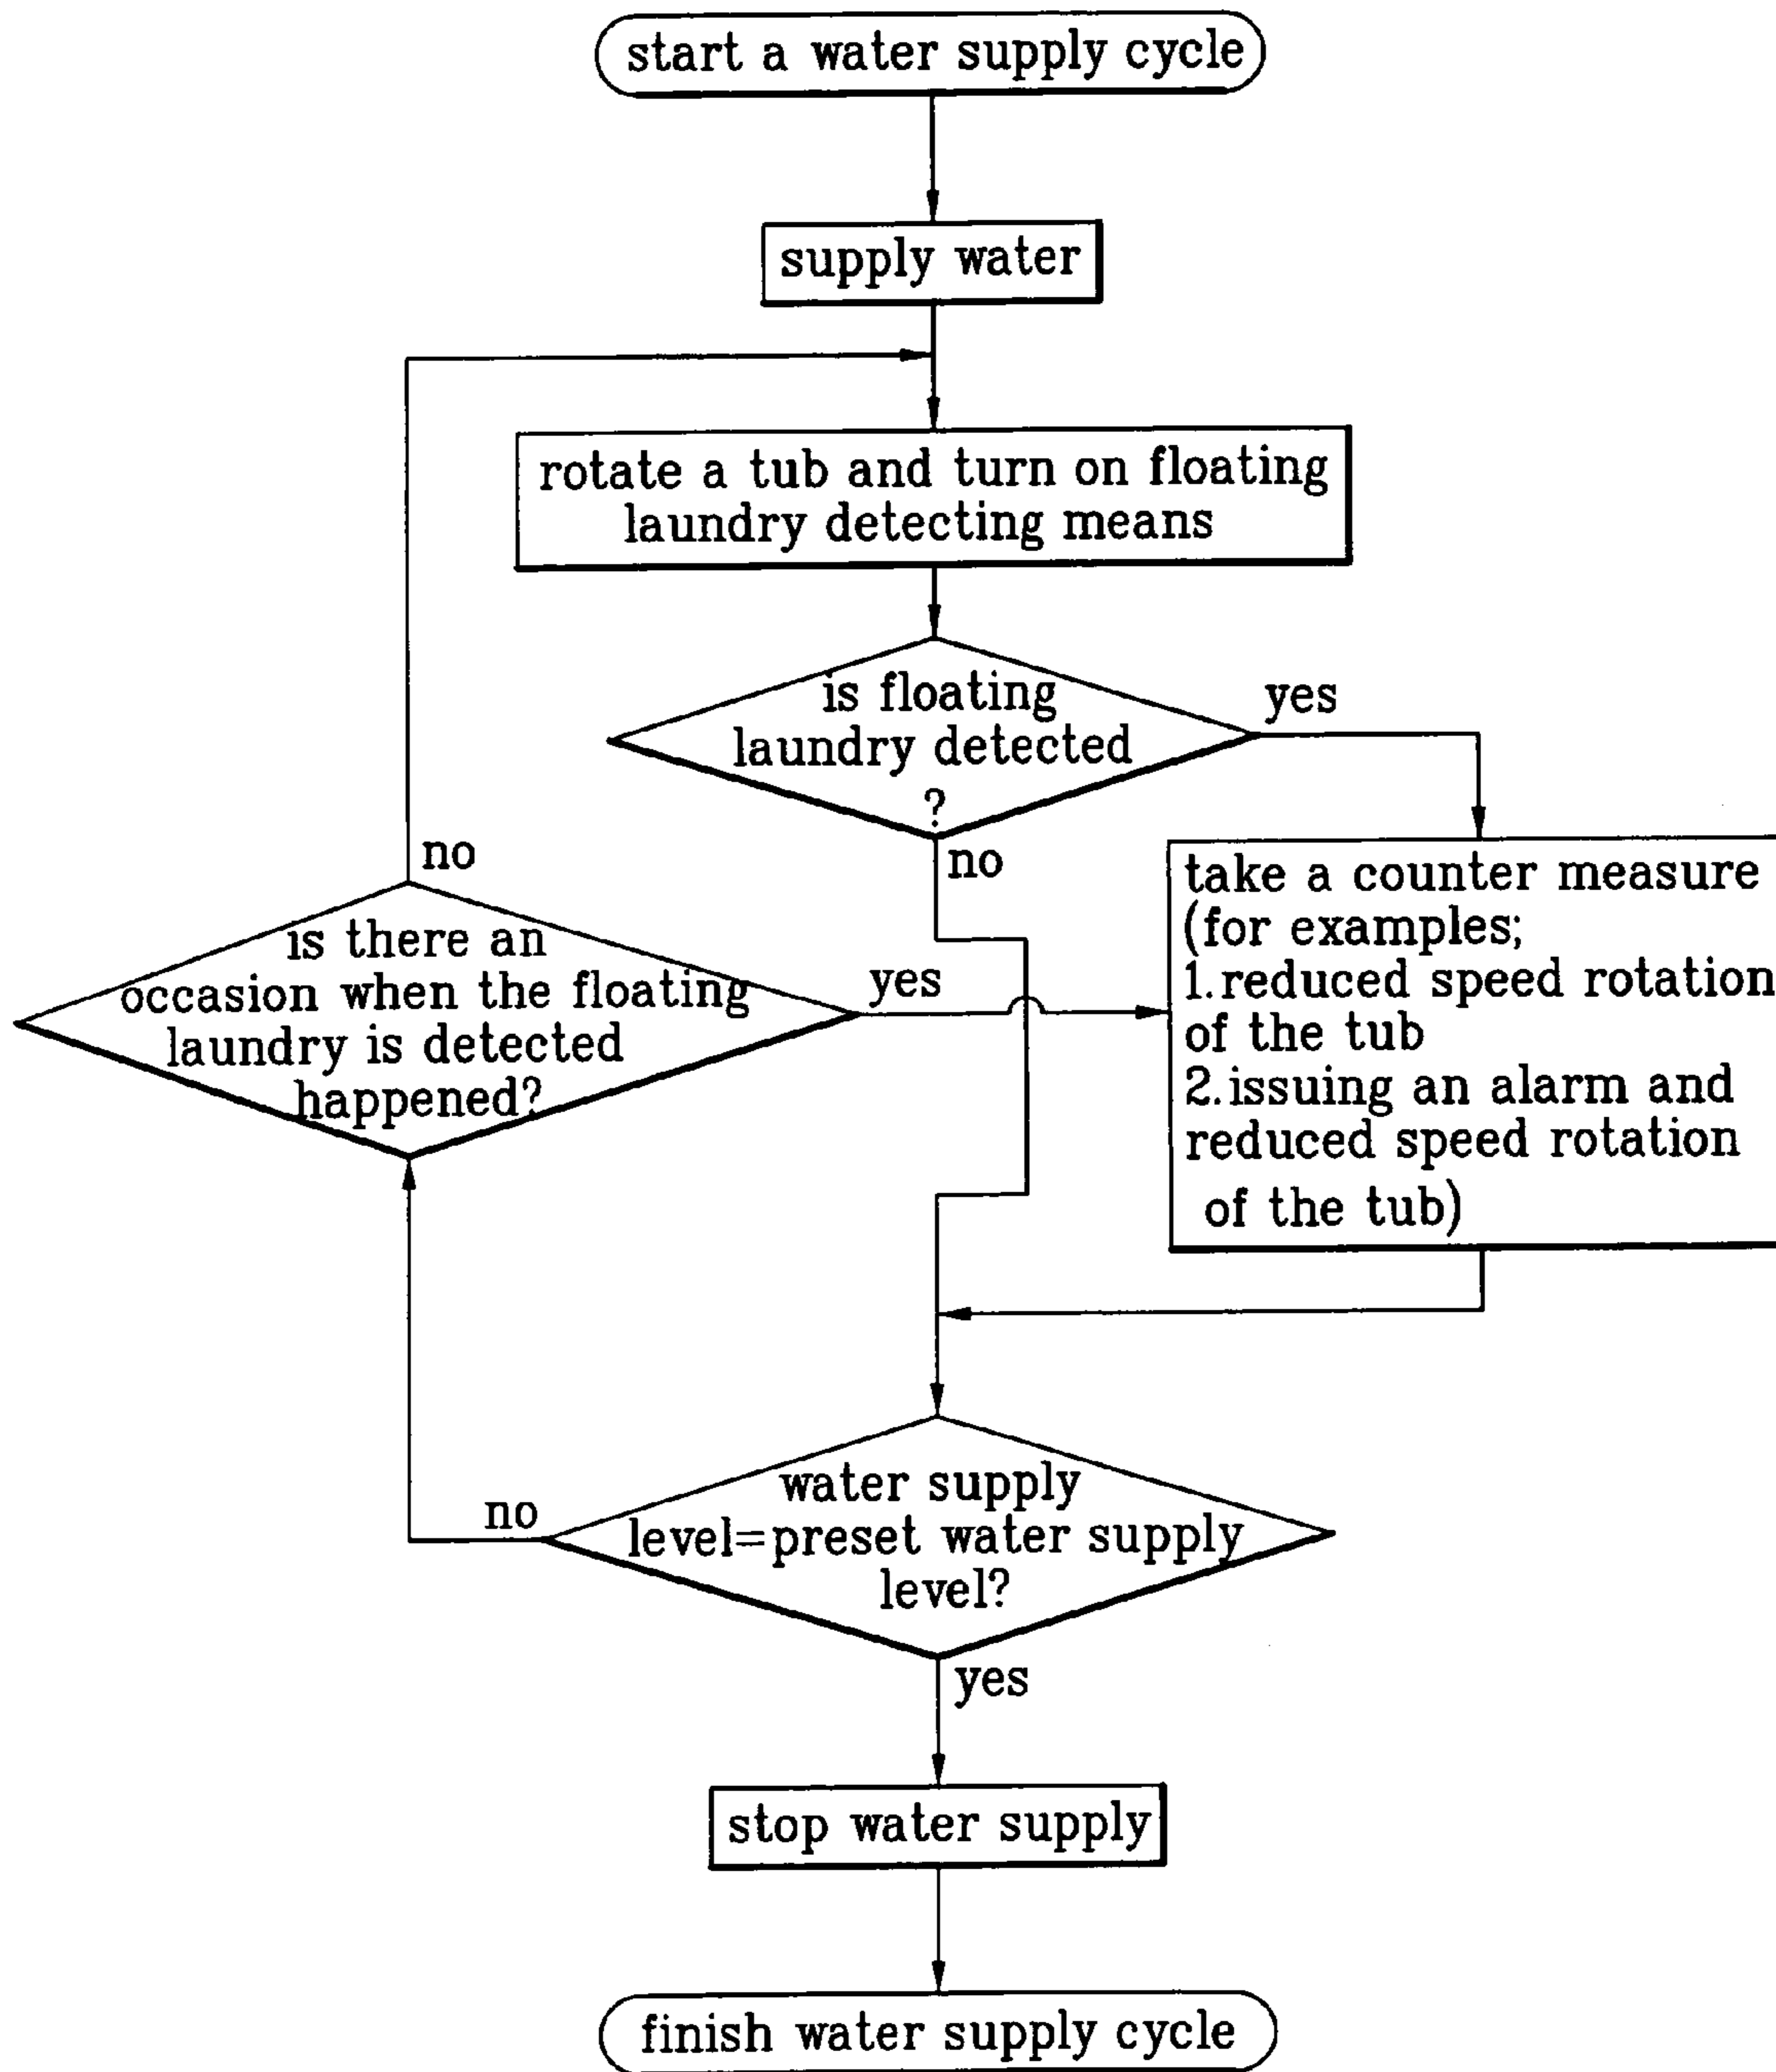 start a water supply cycle
supply water
rotate a tub and turn on floating
laundry detecting means
is floating
laundry detected
?
yes
no
take a counter measure
(for examples;
1.reduced speed rotation
of the tub
2.issuing an alarm and
reduced speed rotation
of the tub)
no
is there an
occasion when the floating
laundry is detected
happened?
yes
water supply
level=preset water supply
level?
no
yes
stop water supply
finish water supply cycle